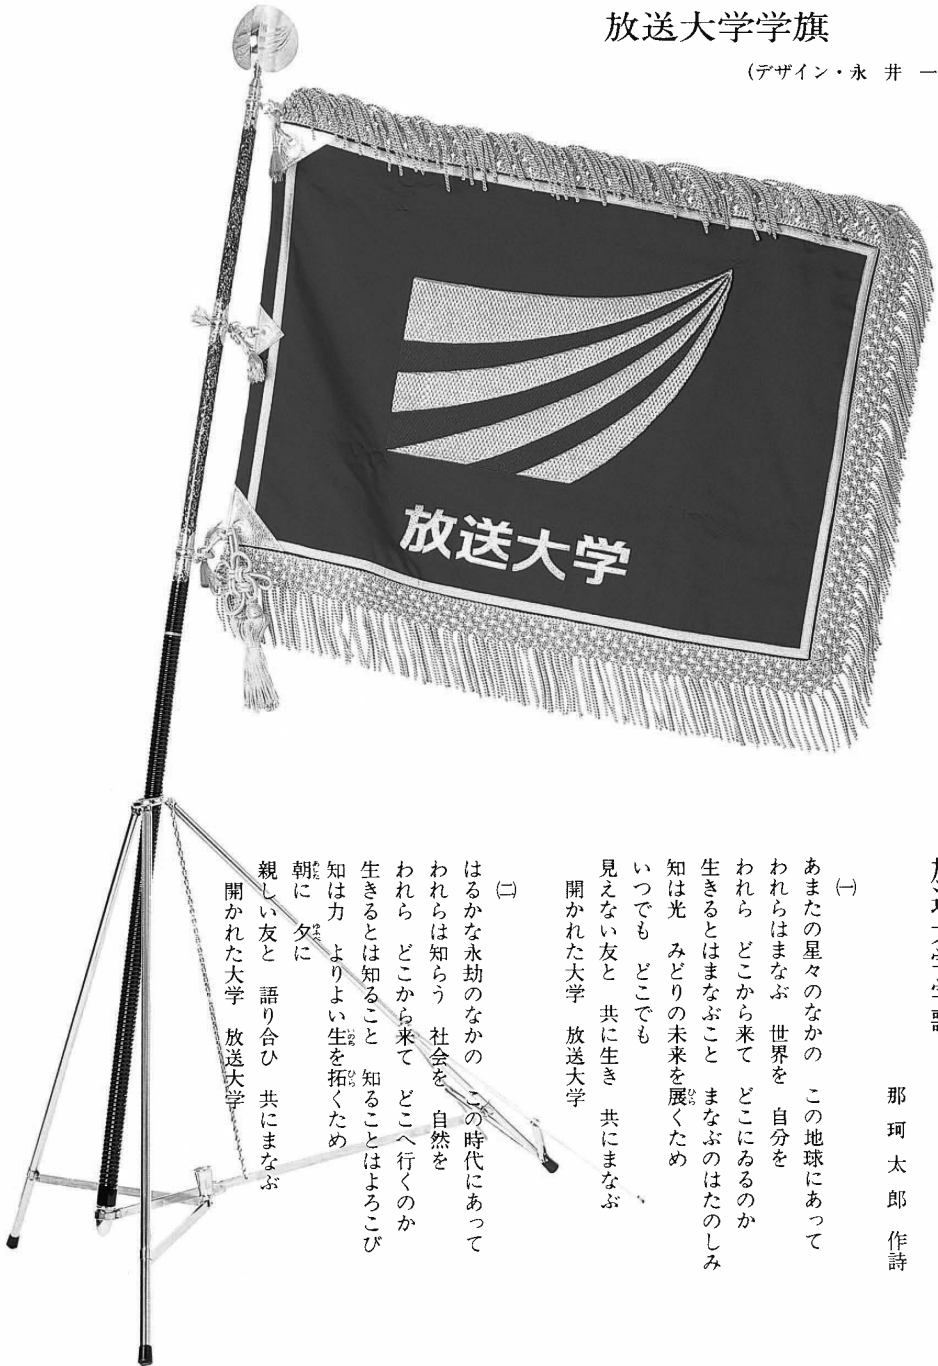 放送大学学旗
(デザイン・永 井 一
放送大学
那 珂 太 郎 作詩
㈠
あまたの星々のなかの この地球にあって
われらはまなぶ 世界を 自分を
われら どこから来て どこにゐるのか
生きるとはまなぶこと まなぶのはたのしみ
知は光 みどりの未来を展くため
いつでも どこでも
見えない友と 共に生き 共にまなぶ
開かれた大学 放送大学
㈡
はるかな永劫のなかの この時代にあって
われらは知らう 社会を 自然を
われら どこから来て どこへ行くのか
生きるとは知ること 知ることはよろこび
知は力 よりよい生を拓くため
朝に 夕に
親しい友と 語り合ひ 共にまなぶ
開かれた大学 放送大学